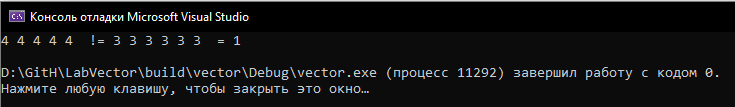 Консоль отладки Microsoft Visual Studio
4 4 4 4 4  != 3 3 3 3 3 3  = 1
D:\GitH\LabVector\build\vector\Debug\vector.exe (процесс 11292) завершил работу с кодом 0.
Нажмите любую клавишу, чтобы закрыть это окно…